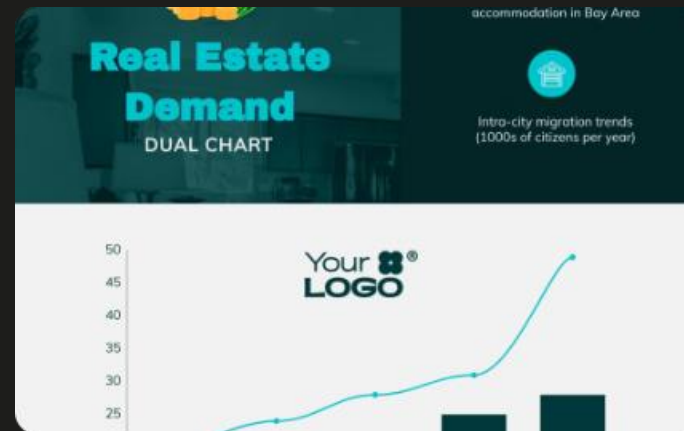 Real Estate
Demand
DUAL CHART
accommodation in Bay Area
Intra-city migration trends
(1000s of citizens per year)
Your ®
LOGO
50
45
40
35
30
25